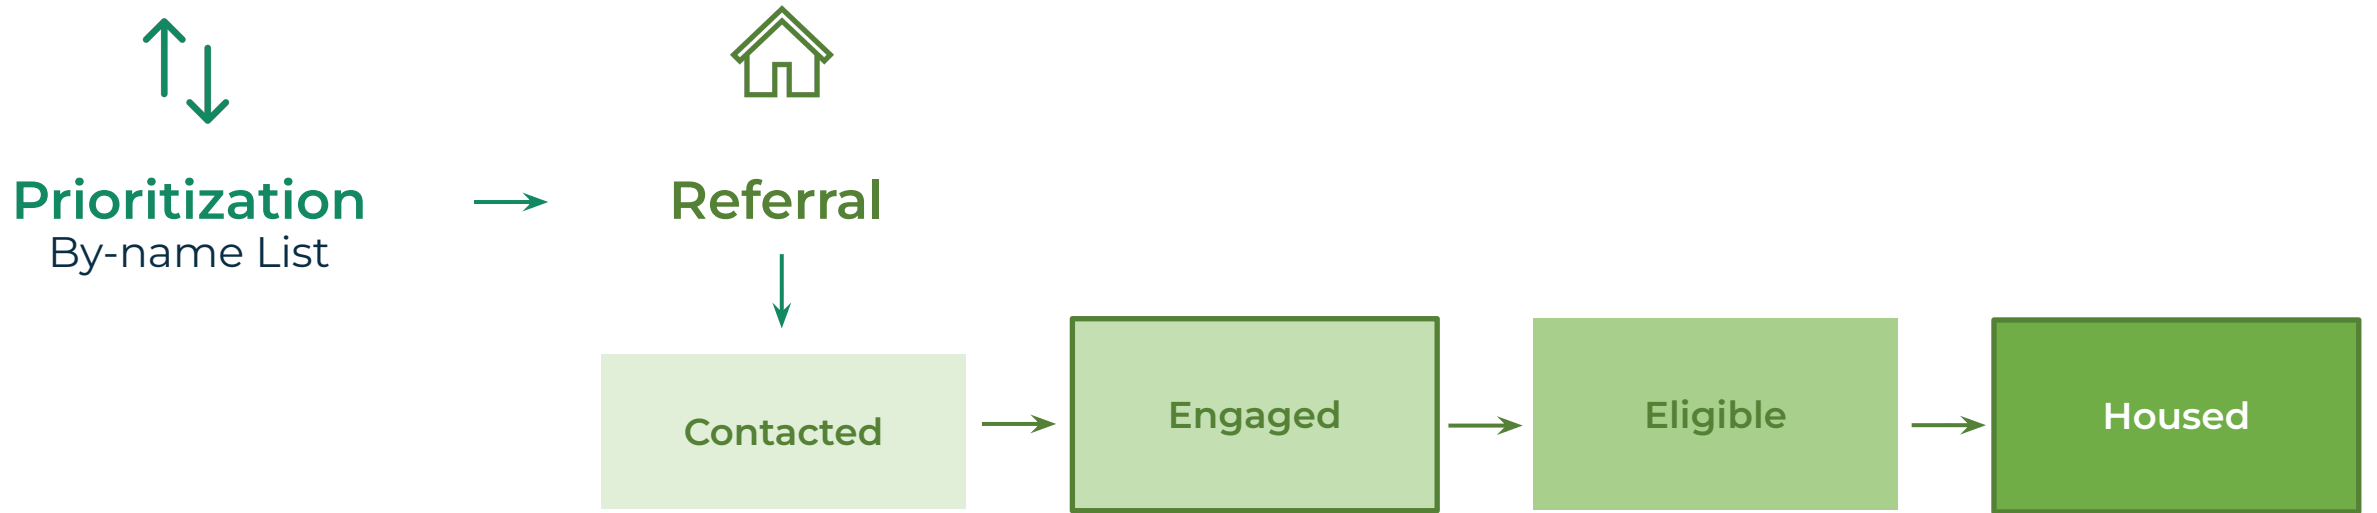 Prioritization
By-name List
Referral
Contacted
Engaged
Eligible
Housed